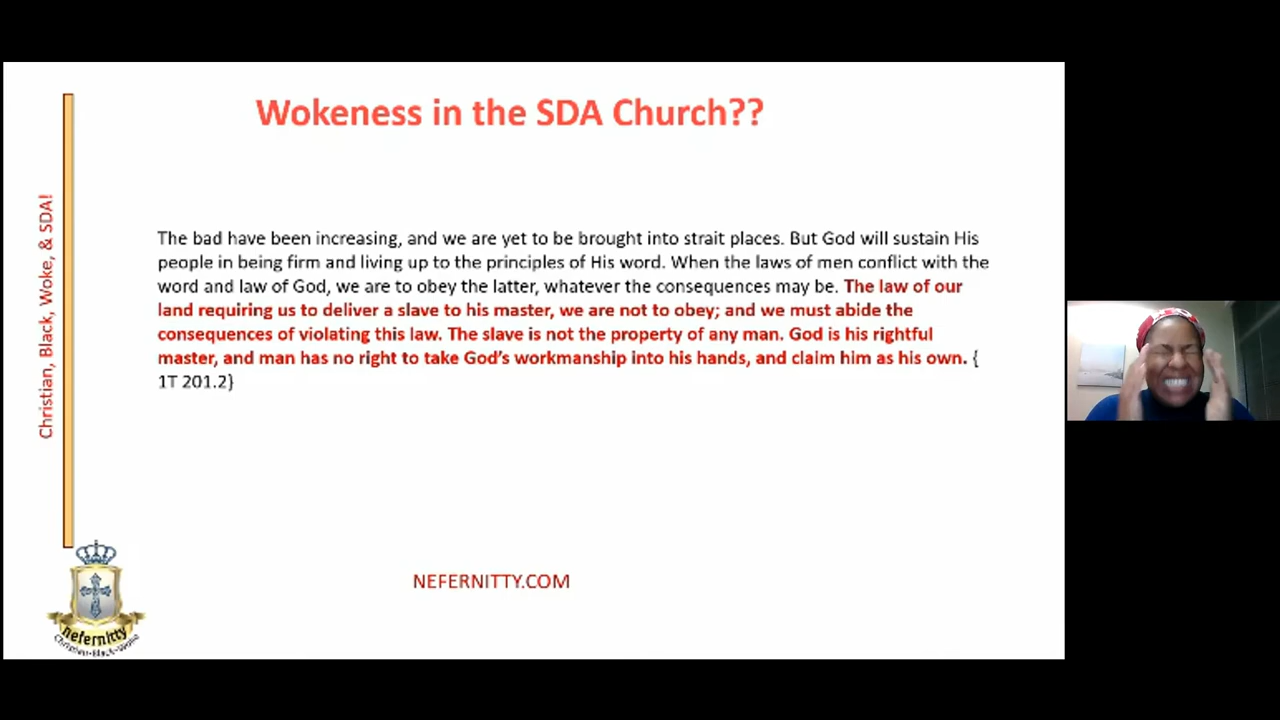 Wokeness in the SDA Church??
Christian, Black, Woke, & SDA!
The bad have been increasing, and we are yet to be brought into strait places. But God will sustain His
people in being firm and living up to the principles of His word. When the laws of men conflict with the
word and law of God, we are to obey the latter, whatever the consequences may be. The law of our
land requiring us to deliver a slave to his master, we are not to obey; and we must abide the
consequences of violating this law. The slave is not the property of any man. God is his rightful
master, and man has no right to take God’s workmanship into his hands, and claim him as his own. {
1T 201.2}
NEFERNITTY.COM
nefernitty
Christian-Black-Woke